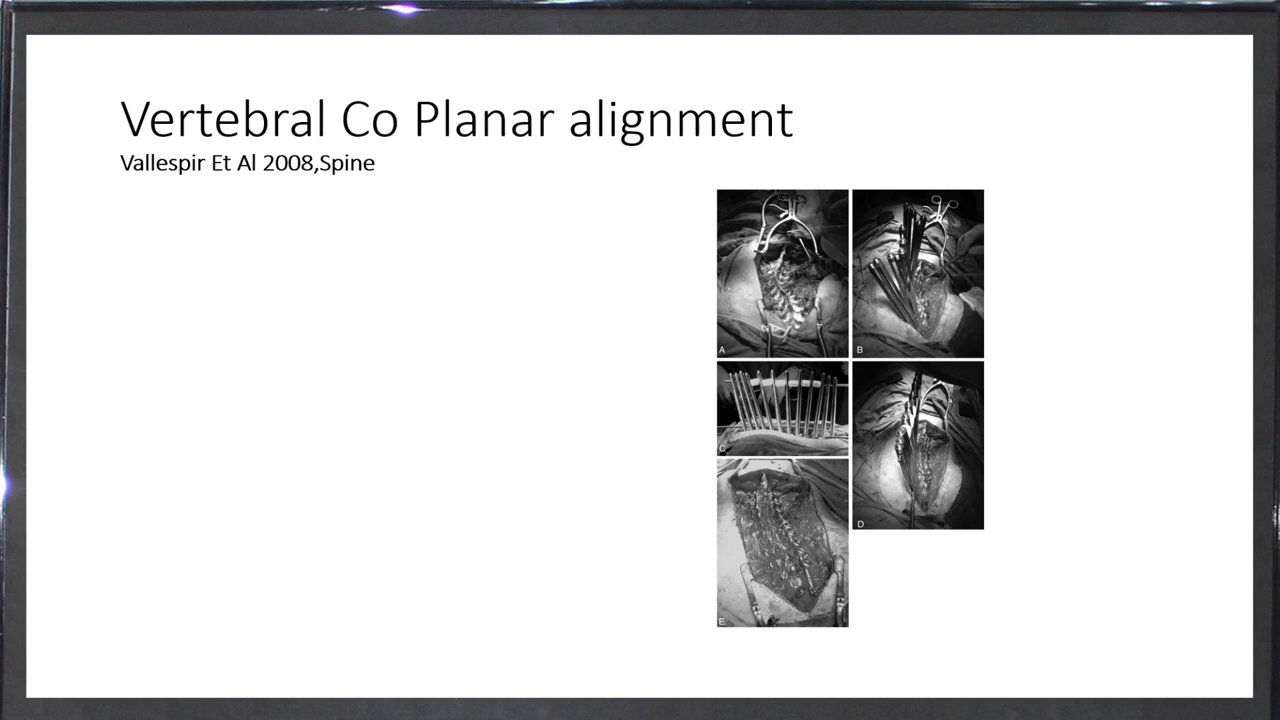 Vertebral Co Planar alignment
Vallespir Et Al 2008,Spine
A
B
C
D
E